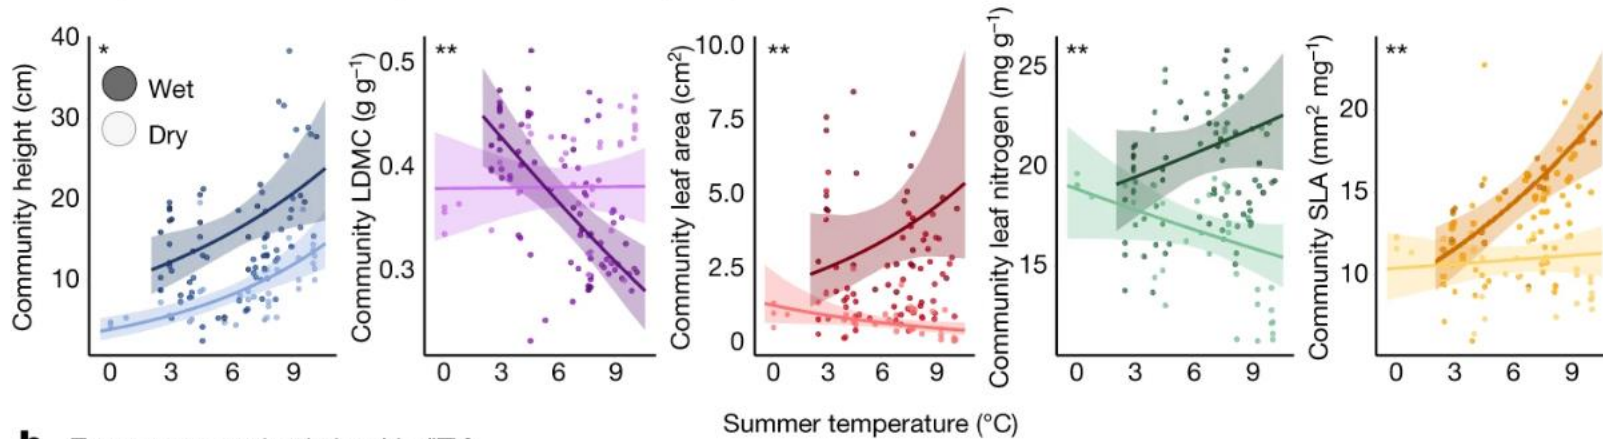 *
Wet
Dry
Community height (cm)
40
30
20
10
0 3 6 9
**
Community LDMC (g g⁻¹)
0.5
0.4
0.3
0 3 6 9
**
Community leaf area (cm²)
10.0
7.5
5.0
2.5
0
0 3 6 9
**
Community leaf nitrogen (mg g⁻¹)
25
20
15
0 3 6 9
**
Community SLA (mm² mg⁻¹)
20
15
10
0 3 6 9
Summer temperature (°C)